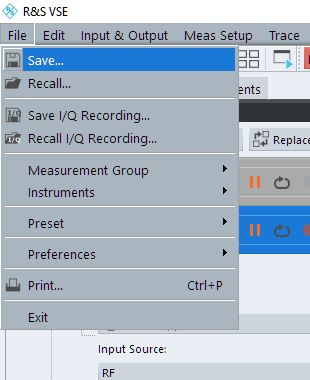 R&S VSE
File Edit Input & Output Meas Setup Trace
Save...
Recall...
ents
Save I/Q Recording...
Replace
Recall I/Q Recording...
Measurement Group
Instruments
Preset
Preferences
Print... Ctrl+P
Exit
Input Source:
RF